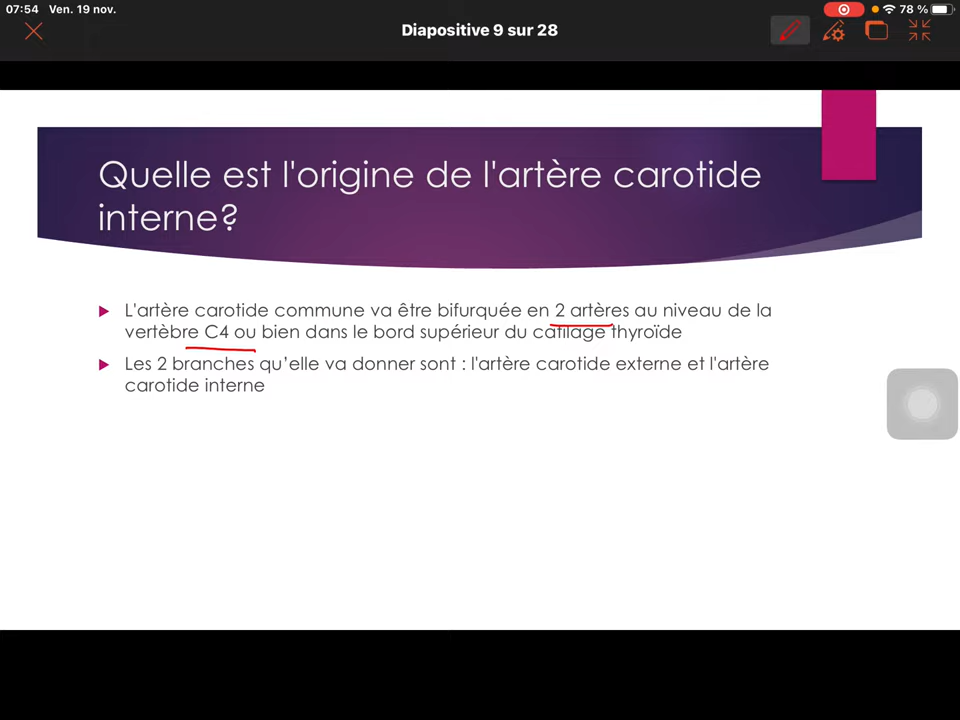 07:54 Ven. 19 nov.
78 %
Diapositive 9 sur 28
Quelle est l'origine de l'artère carotide
interne?
L'artère carotide commune va être bifurquée en 2 artères au niveau de la
vertèbre C4 ou bien dans le bord supérieur du catilage thyroïde
Les 2 branches qu’elle va donner sont : l'artère carotide externe et l'artère
carotide interne